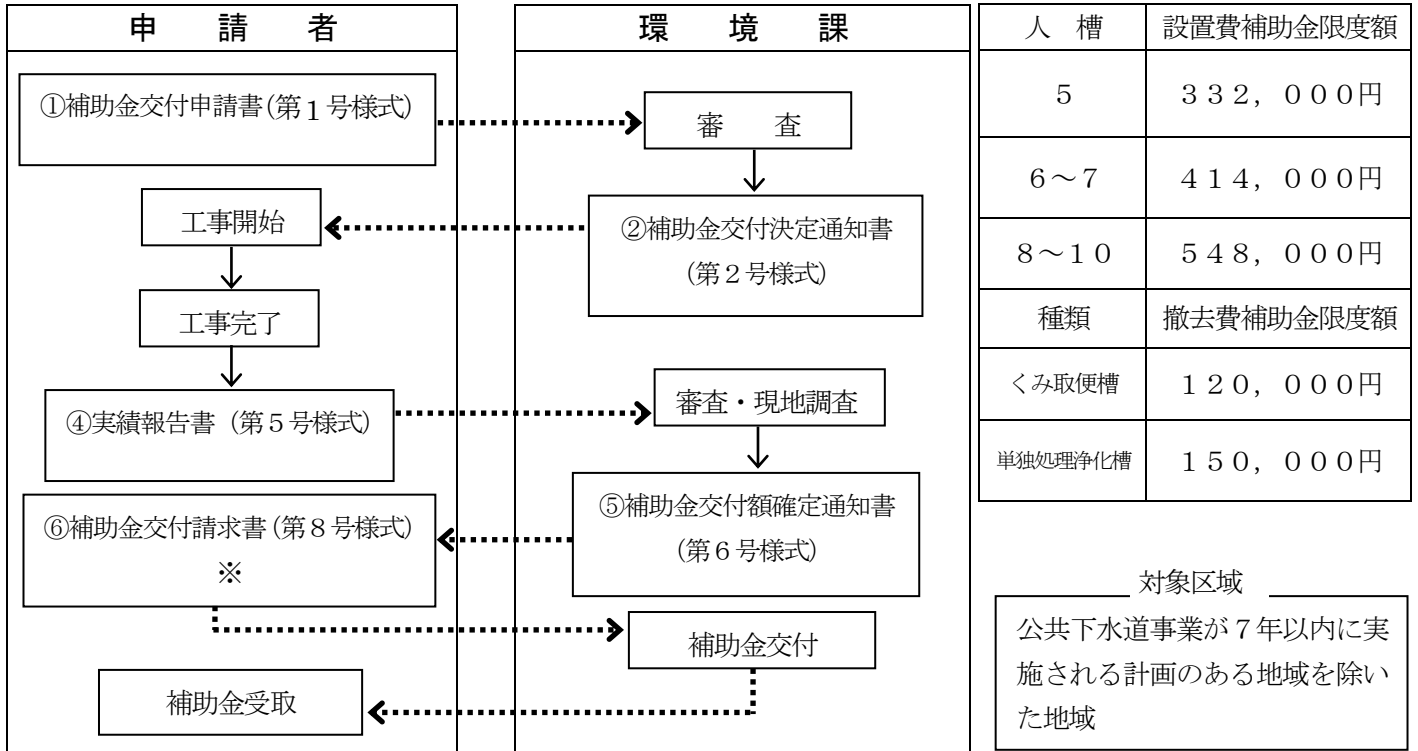 申　請　者
①補助金交付申請書(第１号様式)
工事開始
工事完了
④実績報告書（第５号様式）
⑥補助金交付請求書(第８号様式)
※
補助金受取
環　境　課
審　査
②補助金交付決定通知書
(第２号様式)
審査・現地調査
⑤補助金交付額確定通知書
(第６号様式)
補助金交付
人　槽　設置費補助金限度額
５　３３２，０００円
６～７　４１４，０００円
８～１０　５４８，０００円
種類　撤去費補助金限度額
くみ取便槽　１２０，０００円
単独処理浄化槽　１５０，０００円
対象区域
公共下水道事業が７年以内に実
施される計画のある地域を除い
た地域